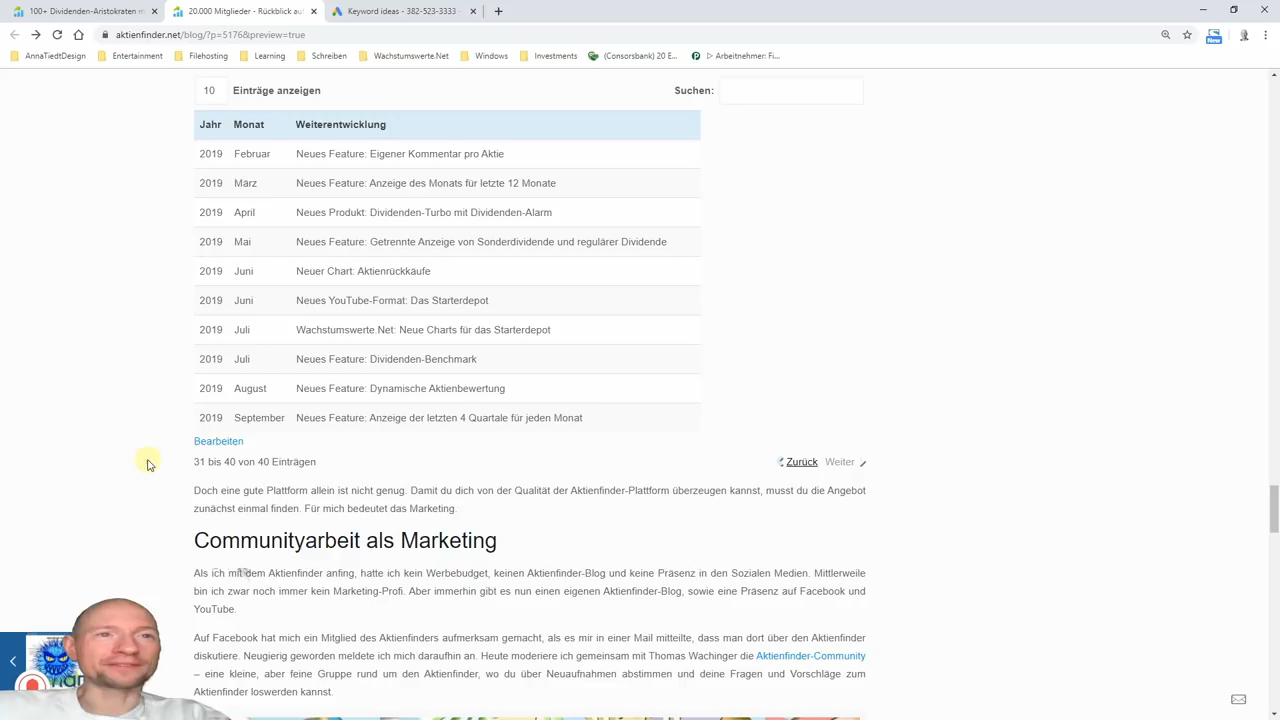 100+ Dividenden-Aristokraten m
20.000 Mitglieder - Rückblick auf
Keyword ideas - 382-523-3333 -
aktienfinder.net/blog/?p=5176&preview=true
New
AnnaTiedtDesign
Entertainment
Filehosting
Learning
Schreiben
Wachstumswerte.Net
Windows
Investments
(Consorsbank) 20 E...
▷ Arbeitnehmer: Fi...
10 Einträge anzeigen
Suchen:
Jahr Monat Weiterentwicklung
2019 Februar Neues Feature: Eigener Kommentar pro Aktie
2019 März Neues Feature: Anzeige des Monats für letzte 12 Monate
2019 April Neues Produkt: Dividenden-Turbo mit Dividenden-Alarm
2019 Mai Neues Feature: Getrennte Anzeige von Sonderdividende und regulärer Dividende
2019 Juni Neuer Chart: Aktienrückkäufe
2019 Juni Neues YouTube-Format: Das Starterdepot
2019 Juli Wachstumswerte.Net: Neue Charts für das Starterdepot
2019 Juli Neues Feature: Dividenden-Benchmark
2019 August Neues Feature: Dynamische Aktienbewertung
2019 September Neues Feature: Anzeige der letzten 4 Quartale für jeden Monat
Bearbeiten
31 bis 40 von 40 Einträgen
Zurück Weiter
Doch eine gute Plattform allein ist nicht genug. Damit du dich von der Qualität der Aktienfinder-Plattform überzeugen kannst, musst du die Angebot
zunächst einmal finden. Für mich bedeutet das Marketing.
Communityarbeit als Marketing
Als ich mit dem Aktienfinder anfing, hatte ich kein Werbebudget, keinen Aktienfinder-Blog und keine Präsenz in den Sozialen Medien. Mittlerweile
bin ich zwar noch immer kein Marketing-Profi. Aber immerhin gibt es nun einen eigenen Aktienfinder-Blog, sowie eine Präsenz auf Facebook und
YouTube.
Auf Facebook hat mich ein Mitglied des Aktienfinders aufmerksam gemacht, als es mir in einer Mail mitteilte, dass man dort über den Aktienfinder
diskutiere. Neugierig geworden meldete ich mich daraufhin an. Heute moderiere ich gemeinsam mit Thomas Wachinger die Aktienfinder-Community
– eine kleine, aber feine Gruppe rund um den Aktienfinder, wo du über Neuaufnahmen abstimmen und deine Fragen und Vorschläge zum
Aktienfinder loswerden kannst.